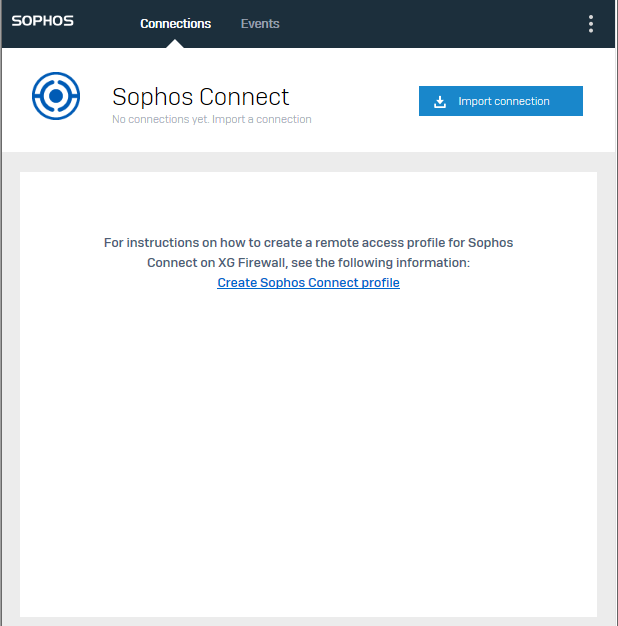 SOPHOS
Connections
Events
Sophos Connect
No connections yet. Import a connection
Import connection
For instructions on how to create a remote access profile for Sophos
Connect on XG Firewall, see the following information:
Create Sophos Connect profile